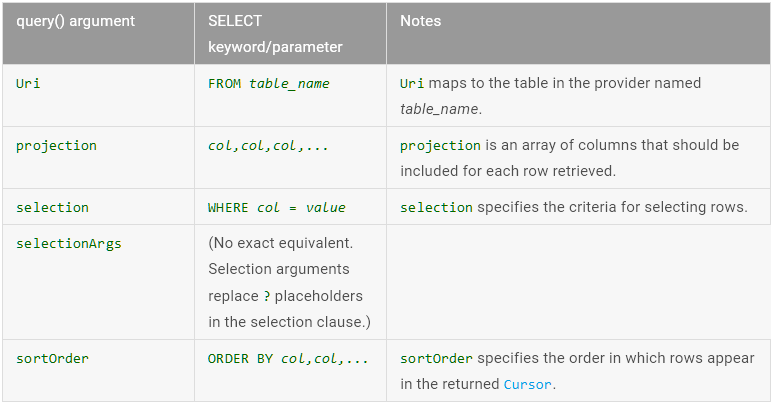 query() argument
SELECT
keyword/parameter
Notes
Uri
FROM table_name
Uri maps to the table in the provider named
table_name.
projection
col,col,col,...
projection is an array of columns that should be
included for each row retrieved.
selection
WHERE col = value
selection specifies the criteria for selecting rows.
selectionArgs
(No exact equivalent.
Selection arguments
replace ? placeholders
in the selection clause.)
sortOrder
ORDER BY col,col,...
sortOrder specifies the order in which rows appear
in the returned Cursor.